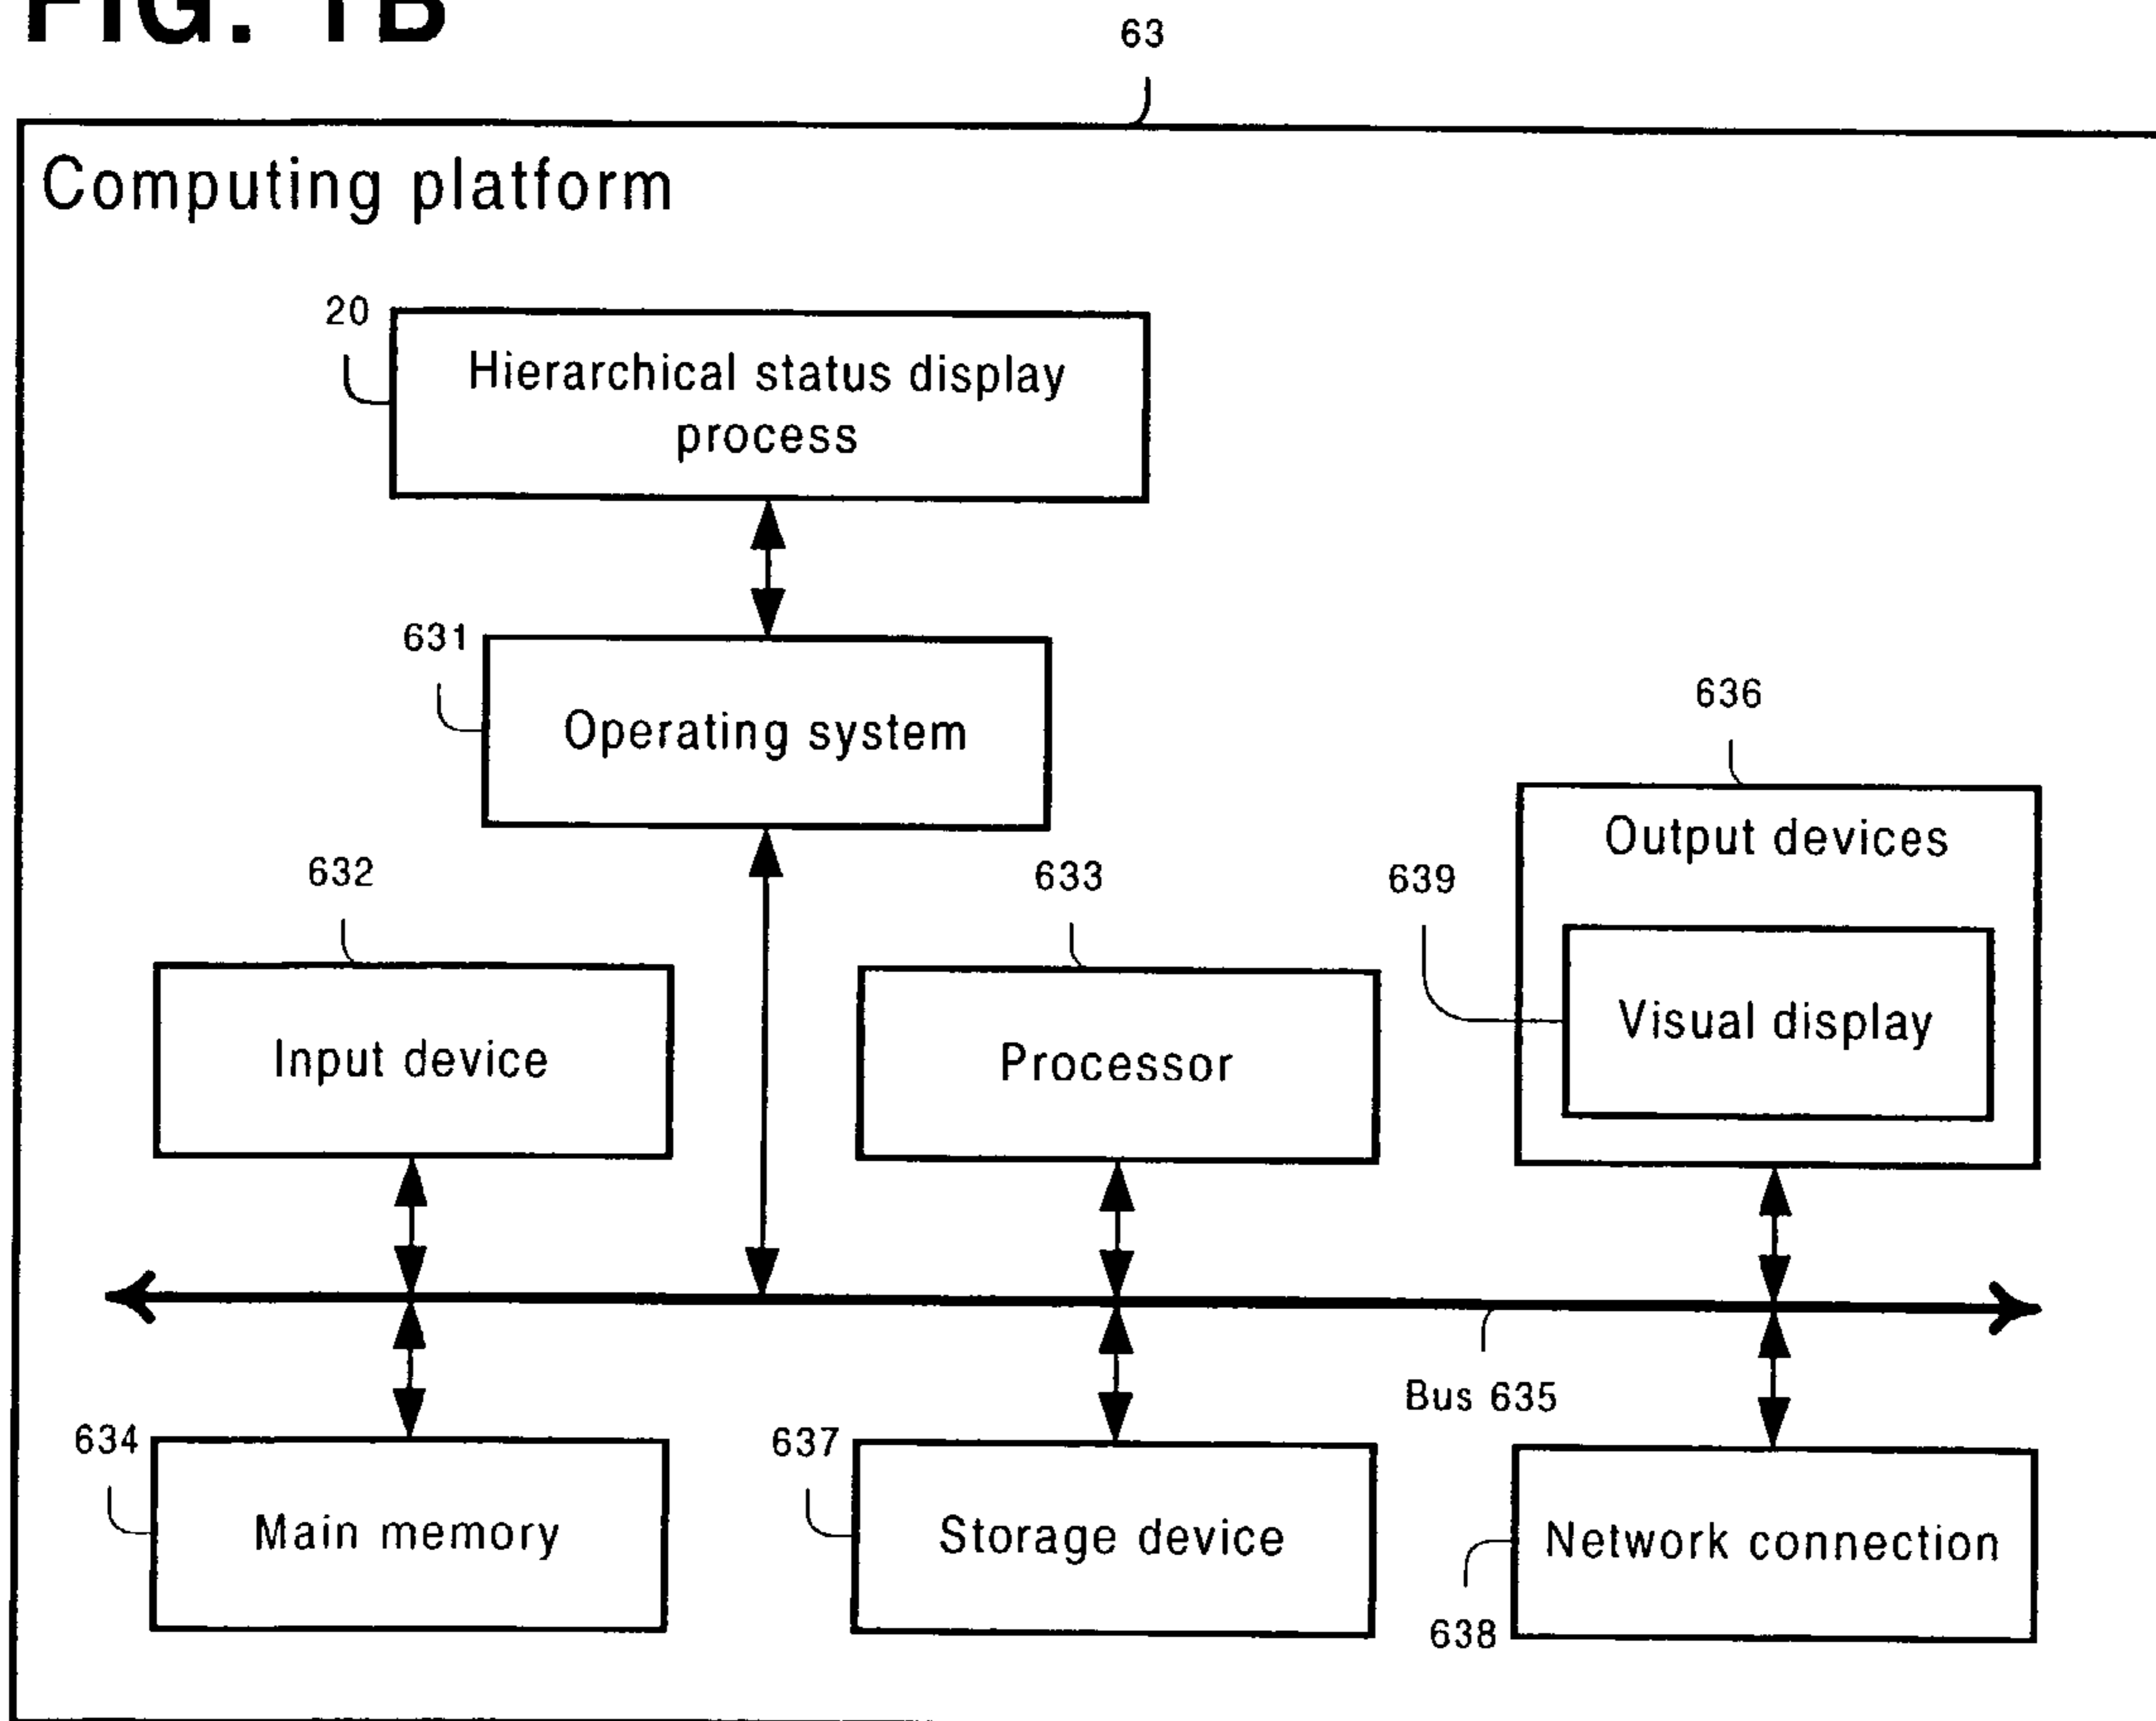 FIG. 1B
63
Computing platform
20
Hierarchical status display
process
631
Operating system
636
Output devices
632
633
639
Input device
Processor
Visual display
Bus 635
634
637
Main memory
Storage device
Network connection
638